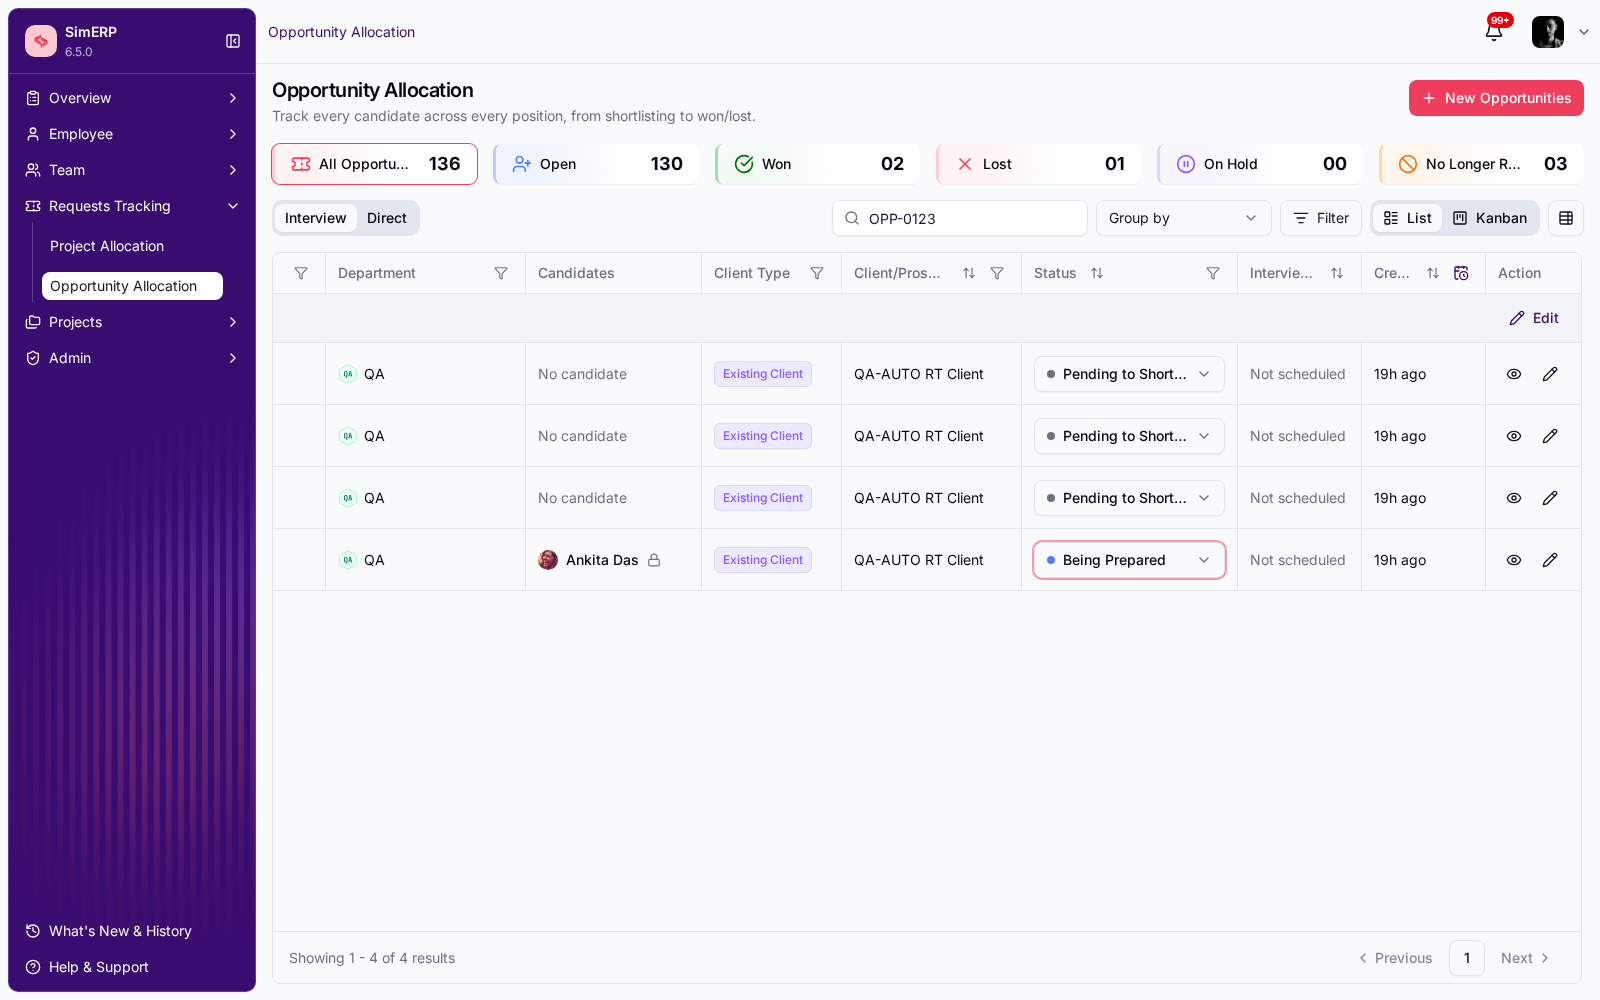 SimERP
6.5.0
Overview
Employee
Team
Requests Tracking
Project Allocation
Opportunity Allocation
Projects
Admin
What's New & History
Help & Support
Opportunity Allocation
99+
Opportunity Allocation
Track every candidate across every position, from shortlisting to won/lost.
New Opportunities
All Opportu... 136
Open 130
Won 02
Lost 01
On Hold 00
No Longer R... 03
Interview Direct
OPP-0123
Group by
Filter
List Kanban
Department Candidates Client Type Client/Pros... Status Intervie... Cre... Action
Edit
QA QA No candidate Existing Client QA-AUTO RT Client Pending to Short... Not scheduled 19h ago
QA QA No candidate Existing Client QA-AUTO RT Client Pending to Short... Not scheduled 19h ago
QA QA No candidate Existing Client QA-AUTO RT Client Pending to Short... Not scheduled 19h ago
QA QA Ankita Das Existing Client QA-AUTO RT Client Being Prepared Not scheduled 19h ago
Showing 1 - 4 of 4 results
Previous 1 Next